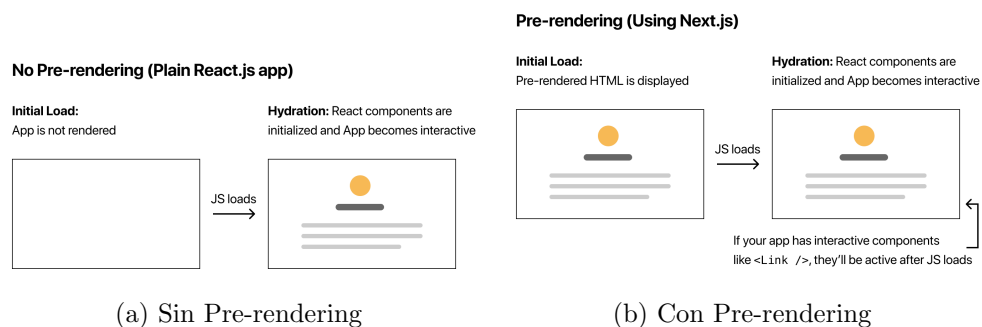 No Pre-rendering (Plain React.js app)
Initial Load:
App is not rendered
JS loads
Hydration: React components are
initialized and App becomes interactive
(a) Sin Pre-rendering
Pre-rendering (Using Next.js)
Initial Load:
Pre-rendered HTML is displayed
JS loads
Hydration: React components are
initialized and App becomes interactive
If your app has interactive components
like <Link />, they'll be active after JS loads
(b) Con Pre-rendering